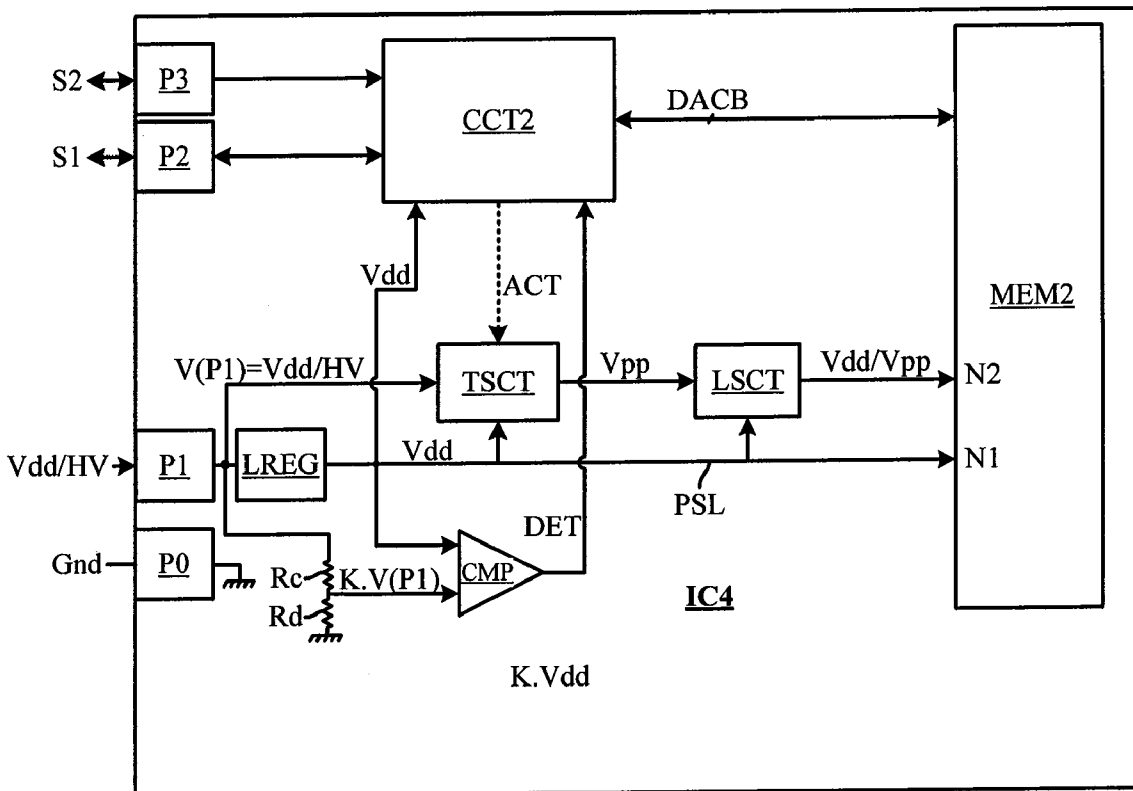 S2
P3
CCT2
DACB
S1
P2
Vdd
ACT
MEM2
V(P1)=Vdd/HV
TSCT
Vpp
LSCT
Vdd/Vpp
N2
Vdd/HV
P1
LREG
Vdd
N1
PSL
DET
Gnd
P0
Rc
K.V(P1)
CMP
Rd
IC4
K.Vdd